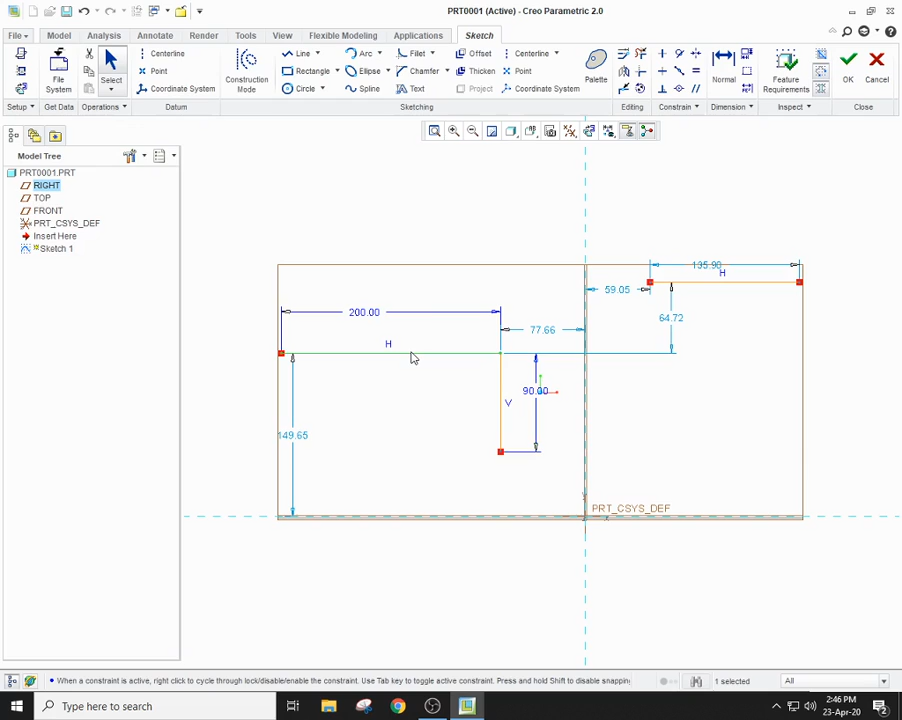 PRT0001 (Active) - Creo Parametric 2.0
File Model Analysis Annotate Render Tools View Flexible Modeling Applications Sketch
File System
Select
Centerline
Point
Coordinate System
Construction Mode
Line Arc Fillet Offset Centerline
Rectangle Ellipse Chamfer Thicken Point
Circle Spline Text Project Coordinate System
Palette
Normal
Feature Requirements
OK Cancel
Setup Get Data Operations Datum Sketching Editing Constrain Dimension Inspect Close
Model Tree
PRT0001.PRT
RIGHT
TOP
FRONT
PRT_CSYS_DEF
Insert Here
Sketch 1
135.90
H
59.05
200.00
64.72
77.66
H
90.00
V
149.65
PRT_CSYS_DEF
When a constraint is active, right click to cycle through lock/disable/enable the constraint. Use Tab key to toggle active constraint. Press and hold Shift to disable snapping
1 selected
All
Type here to search
2:46 PM
23-Apr-20
2